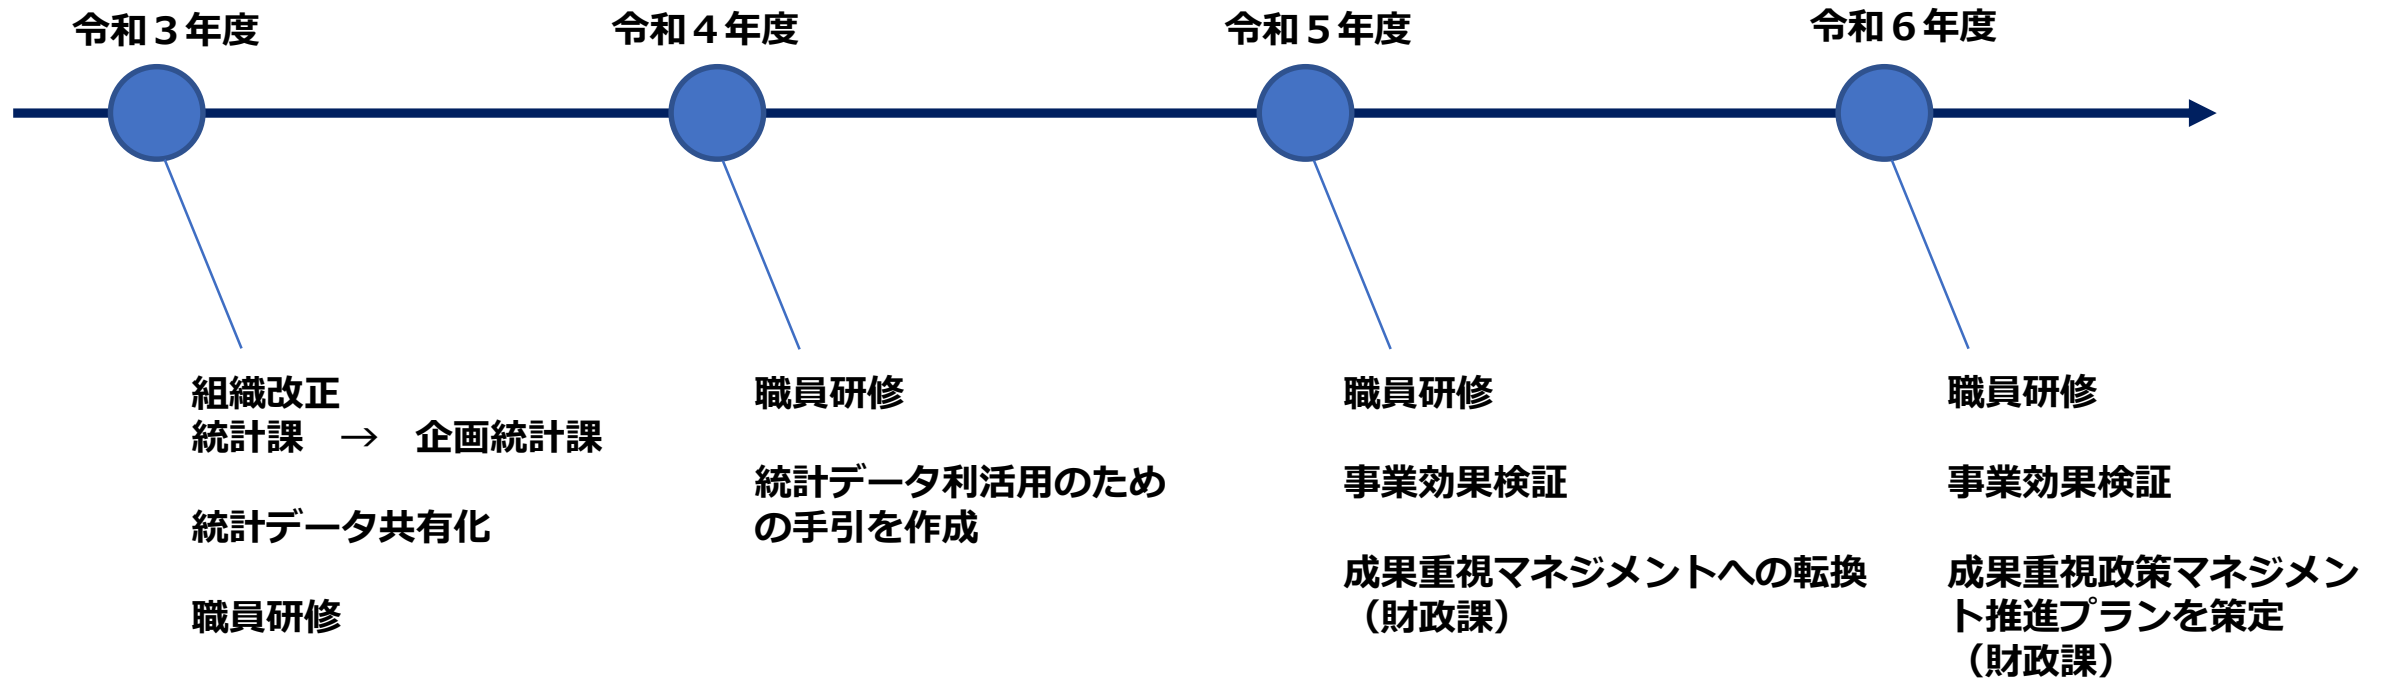 令和３年度
令和４年度
令和５年度
令和６年度
組織改正
統計課　→　企画統計課
統計データ共有化
職員研修
職員研修
統計データ利活用のため
の手引を作成
職員研修
事業効果検証
成果重視マネジメントへの転換
（財政課）
職員研修
事業効果検証
成果重視政策マネジメン
ト推進プランを策定
（財政課）